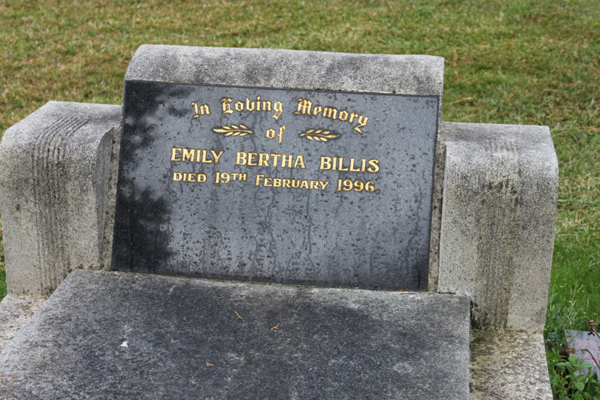 In Loving Memory
of
EMILY BERTHA BILLIS
DIED 19TH FEBRUARY 1996